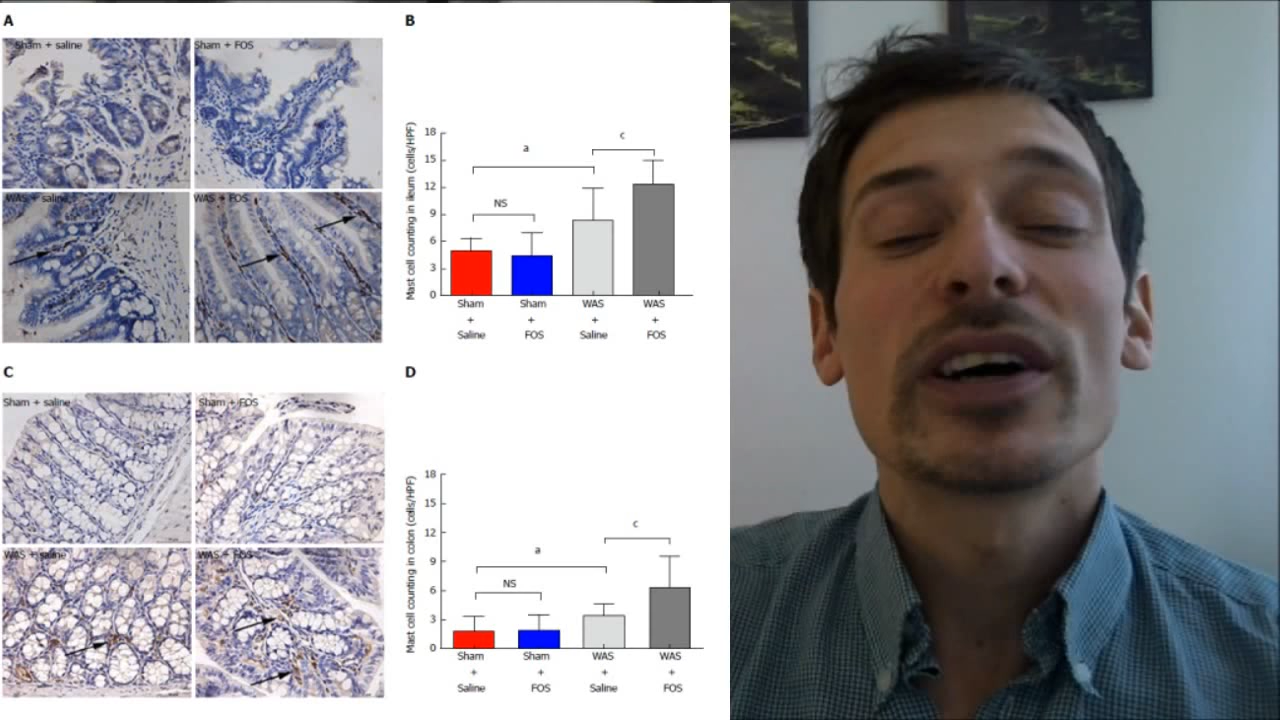 A
B
Sham + saline
Sham + FOS
WAS + saline
WAS + FOS
Mast cell counting in ileum (cells/HPF)
18
15
12
9
6
3
0
NS
a
c
Sham + Saline
Sham + FOS
WAS + Saline
WAS + FOS
C
D
Sham + saline
Sham + FOS
WAS + saline
WAS + FOS
Mast cell counting in colon (cells/HPF)
18
15
12
9
6
3
0
NS
a
c
Sham + Saline
Sham + FOS
WAS + Saline
WAS + FOS